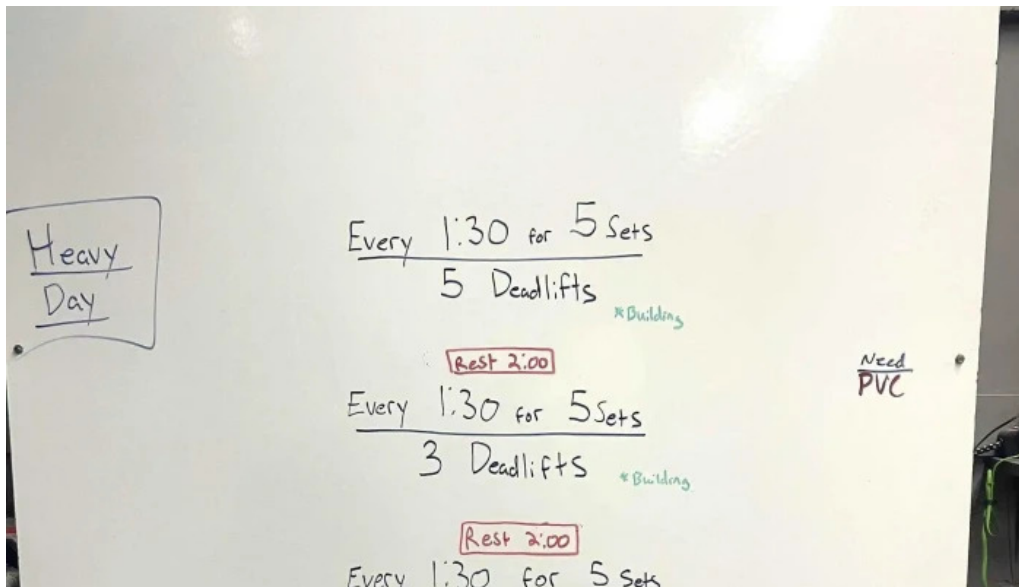 Heavy
Day
Every 1:30 for 5 Sets
5 Deadlifts
*Building
Rest 2:00
Every 1:30 for 5 Sets
3 Deadlifts
*Building
Need
PVC
Rest 2:00
Every 1:30 for 5 Sets